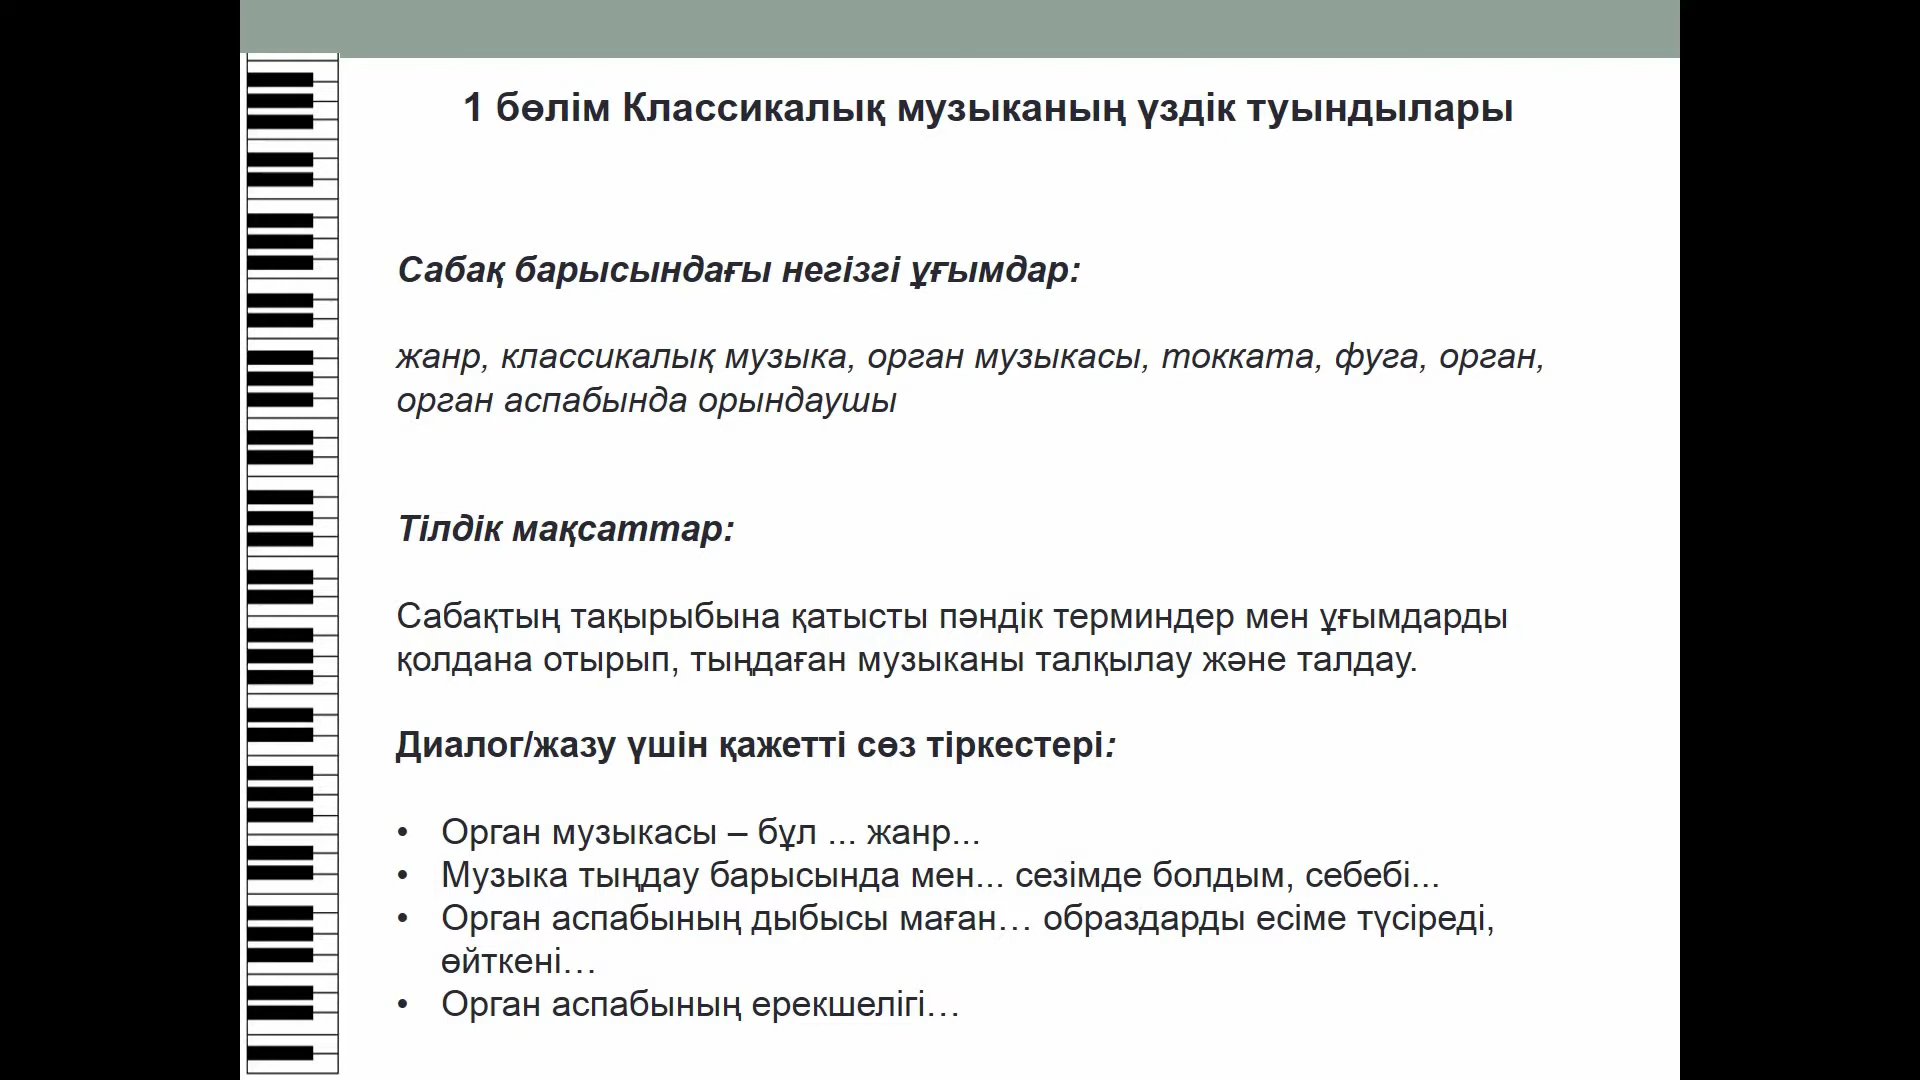 1 бөлім Классикалық музыканың үздік туындылары
Сабақ барысындағы негізгі ұғымдар:
жанр, классикалық музыка, орган музыкасы, токката, фуга, орган,
орган аспабында орындаушы
Тілдік мақсаттар:
Сабақтың тақырыбына қатысты пәндік терминдер мен ұғымдарды
қолдана отырып, тыңдаған музыканы талқылау және талдау.
Диалог/жазу үшін қажетті сөз тіркестері:
• Орган музыкасы – бұл ... жанр...
• Музыка тыңдау барысында мен... сезімде болдым, себебі...
• Орган аспабының дыбысы маған… образдарды есіме түсіреді,
өйткені…
• Орган аспабының ерекшелігі…